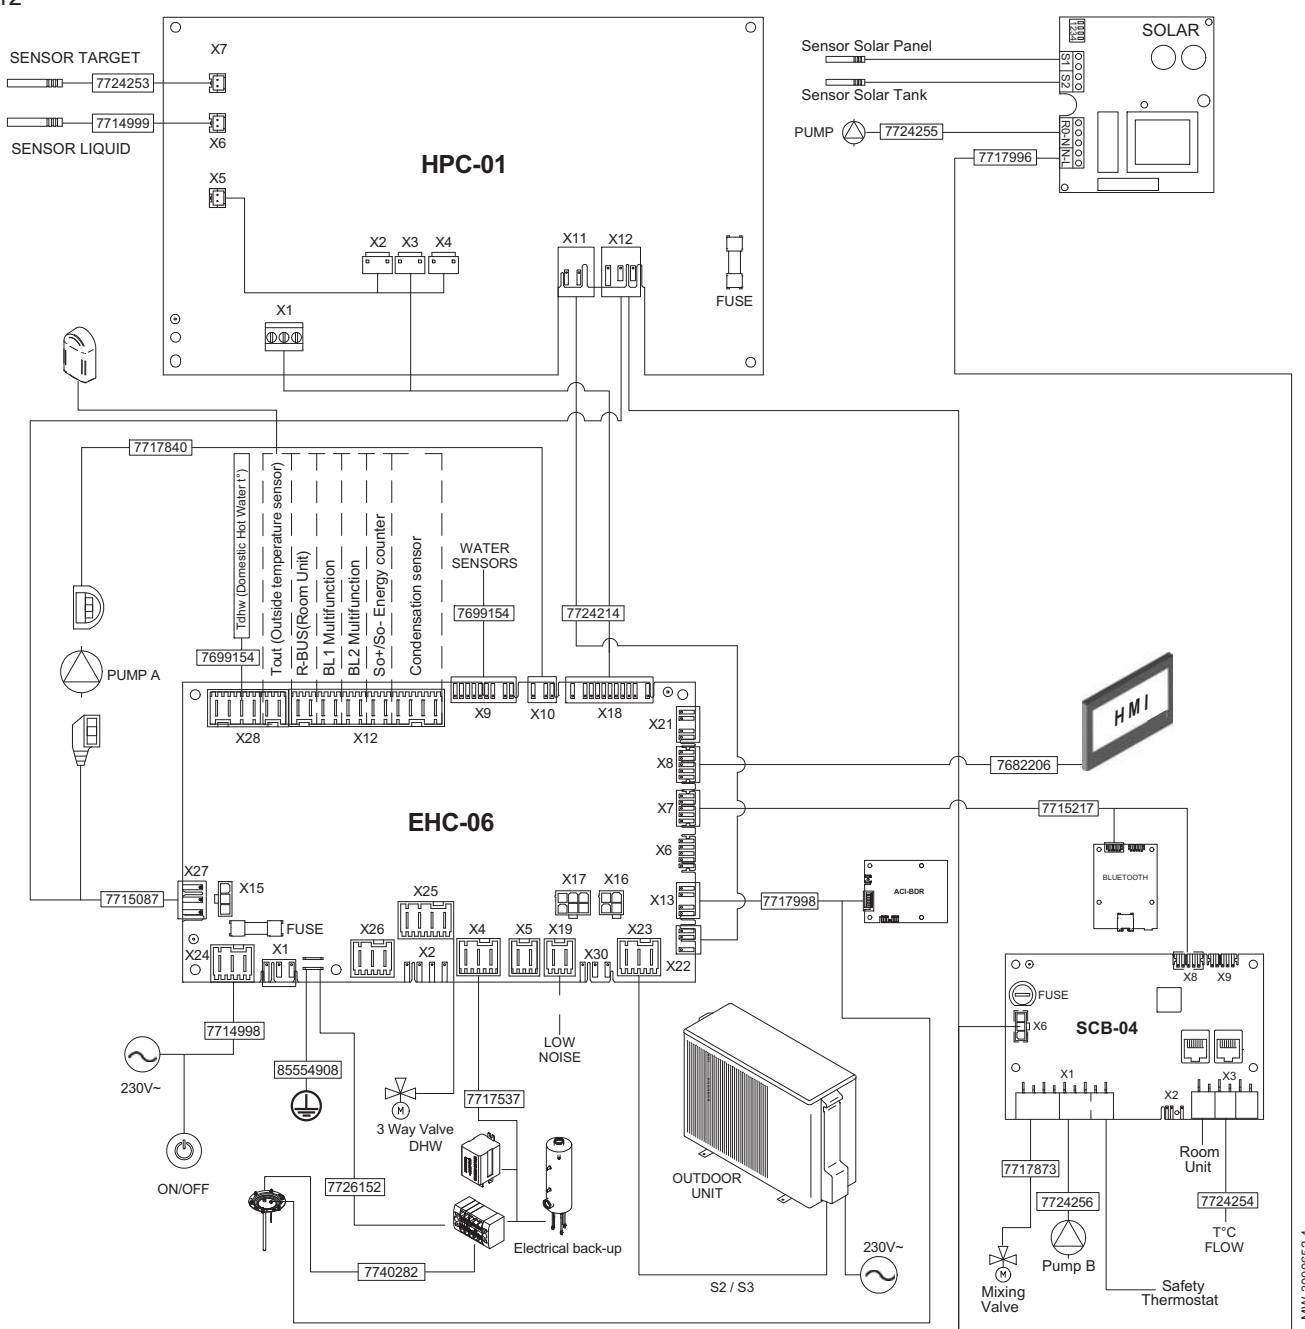 12
SENSOR TARGET
7724253
7714999
SENSOR LIQUID
X7
X6
X5
HPC-01
X2
X3
X4
X11
X12
FUSE
X1
Sensor Solar Panel
Sensor Solar Tank
PUMP
7724255
7717996
1234
SOLAR
S1
S2
R0-N
N-L
7717840
Tdhw (Domestic Hot Water t°)
Tout (Outside temperature sensor)
R-BUS(Room Unit)
BL1 Multifunction
BL2 Multifunction
So+/So- Energy counter
Condensation sensor
WATER
SENSORS
7699154
7724214
7699154
PUMP A
X28
X12
X9
X10
X18
X21
X8
X7
X6
X13
X22
7682206
HMI
7715217
EHC-06
BLUETOOTH
ACI-BDR
7717998
7715087
X27
X15
FUSE
X24
X1
X26
X25
X2
X4
X5
X19
X30
X23
X17
X16
7714998
230V~
ON/OFF
85554908
3 Way Valve
DHW
M
7717537
LOW
NOISE
7726152
7740282
Electrical back-up
OUTDOOR
UNIT
S2 / S3
230V~
FUSE
X6
SCB-04
X8
X9
X1
X2
X3
7717873
7724256
Mixing
Valve
M
Pump B
Safety
Thermostat
Room
Unit
7724254
T°C
FLOW